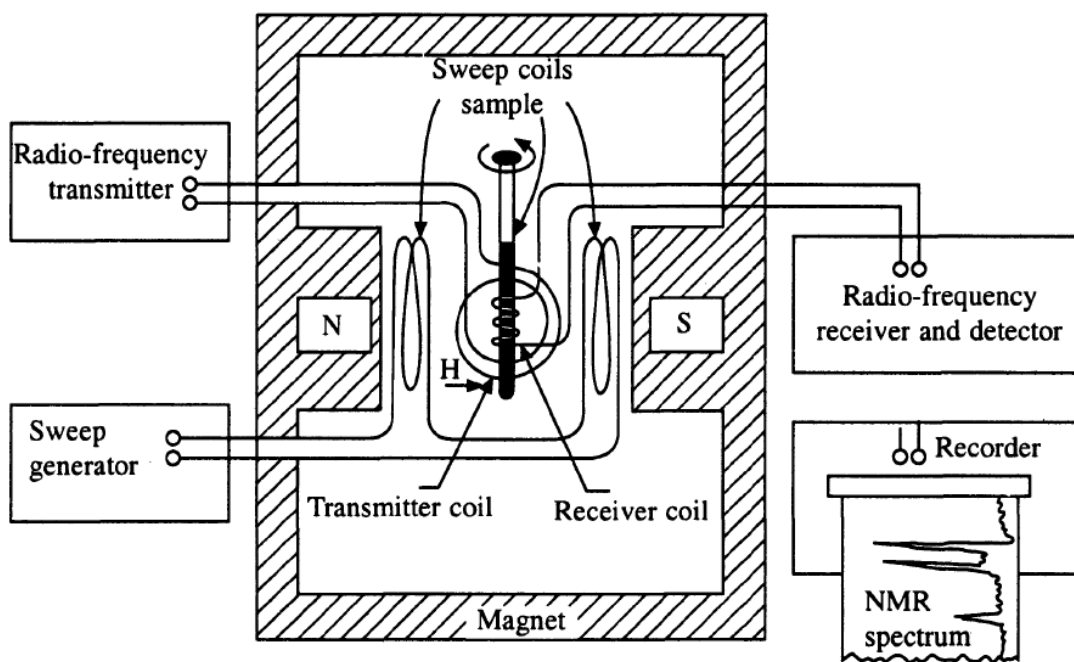 Sweep coils
sample
Radio-frequency
transmitter
N
S
Radio-frequency
receiver and detector
H
Sweep
generator
Transmitter coil
Receiver coil
Recorder
NMR
spectrum
Magnet